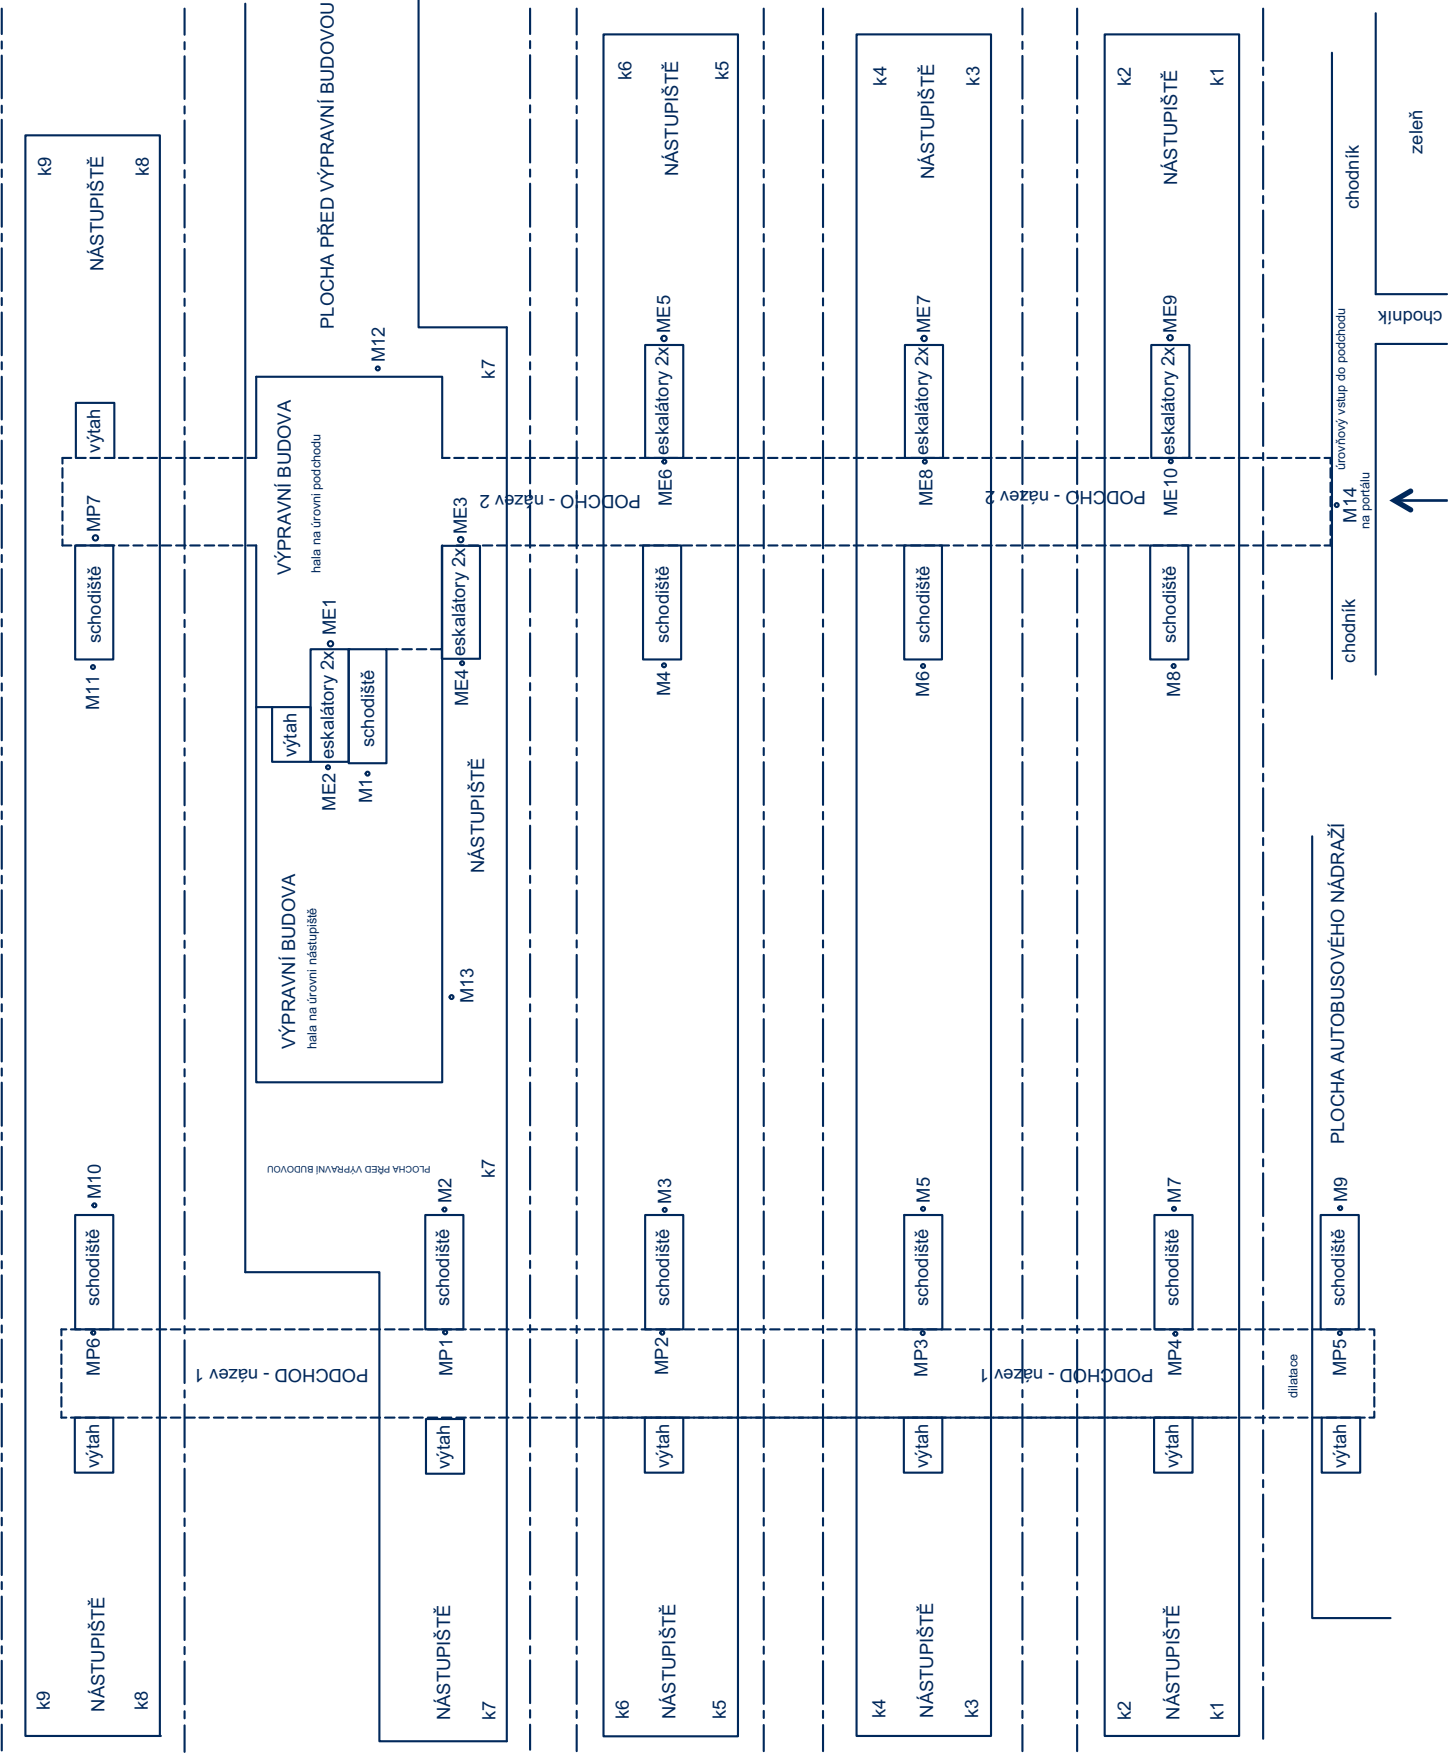 k9
NÁSTUPIŠTĚ
k8
výtah
MP7
schodiště
M11
M10
schodiště
MP6
výtah
k9
NÁSTUPIŠTĚ
k8
PLOCHA PŘED VÝPRAVNÍ BUDOVOU
M12
k7
VÝPRAVNÍ BUDOVA
hala na úrovni podchodu
ME3
eskalátory 2x
ME4
ME1
eskalátory 2x
ME2
výtah
schodiště
M1
NÁSTUPIŠTĚ
VÝPRAVNÍ BUDOVA
hala na úrovni nástupiště
M13
PLOCHA PŘED VÝPRAVNÍ BUDOVOU
k7
M2
schodiště
MP1
PODCHOD - název 1
výtah
NÁSTUPIŠTĚ
k7
k6
NÁSTUPIŠTĚ
k5
ME5
eskalátory 2x
ME6
PODCHO - název 2
schodiště
M4
M3
schodiště
MP2
výtah
k6
NÁSTUPIŠTĚ
k5
k4
NÁSTUPIŠTĚ
k3
ME7
eskalátory 2x
ME8
schodiště
M6
M5
schodiště
MP3
výtah
k4
NÁSTUPIŠTĚ
k3
k2
NÁSTUPIŠTĚ
k1
ME9
eskalátory 2x
ME10
PODCHO - název 2
schodiště
M8
M7
schodiště
MP4
PODCHOD - název 1
výtah
k2
NÁSTUPIŠTĚ
k1
zeleň
chodník
chodník
úrovňový vstup do podchodu
M14
na portálu
chodník
PLOCHA AUTOBUSOVÉHO NÁDRAŽÍ
M9
schodiště
MP5
dilatace
výtah